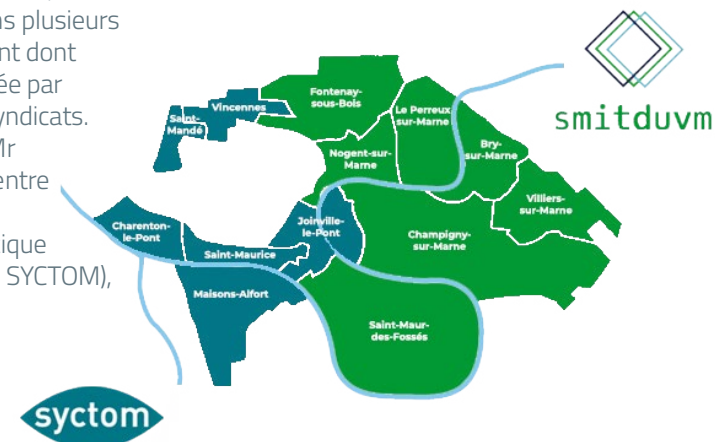 ns plusieurs
nt dont
ée par
yndicats.
Mr
entre
ique
SYCTOM),
smitduvm
Fontenay-
sous-Bois
Vincennes
Saint-
Mandé
Le Perreux
sur-Marne
Nogent-sur-
Marne
Bry-
sur-Marne
Villiers-
sur-Marne
Charenton-
le-Pont
Joinville-
le-Pont
Saint-Maurice
Champigny-
sur-Marne
Maisons-Alfort
Saint-Maur-
des-Fossés
syctom